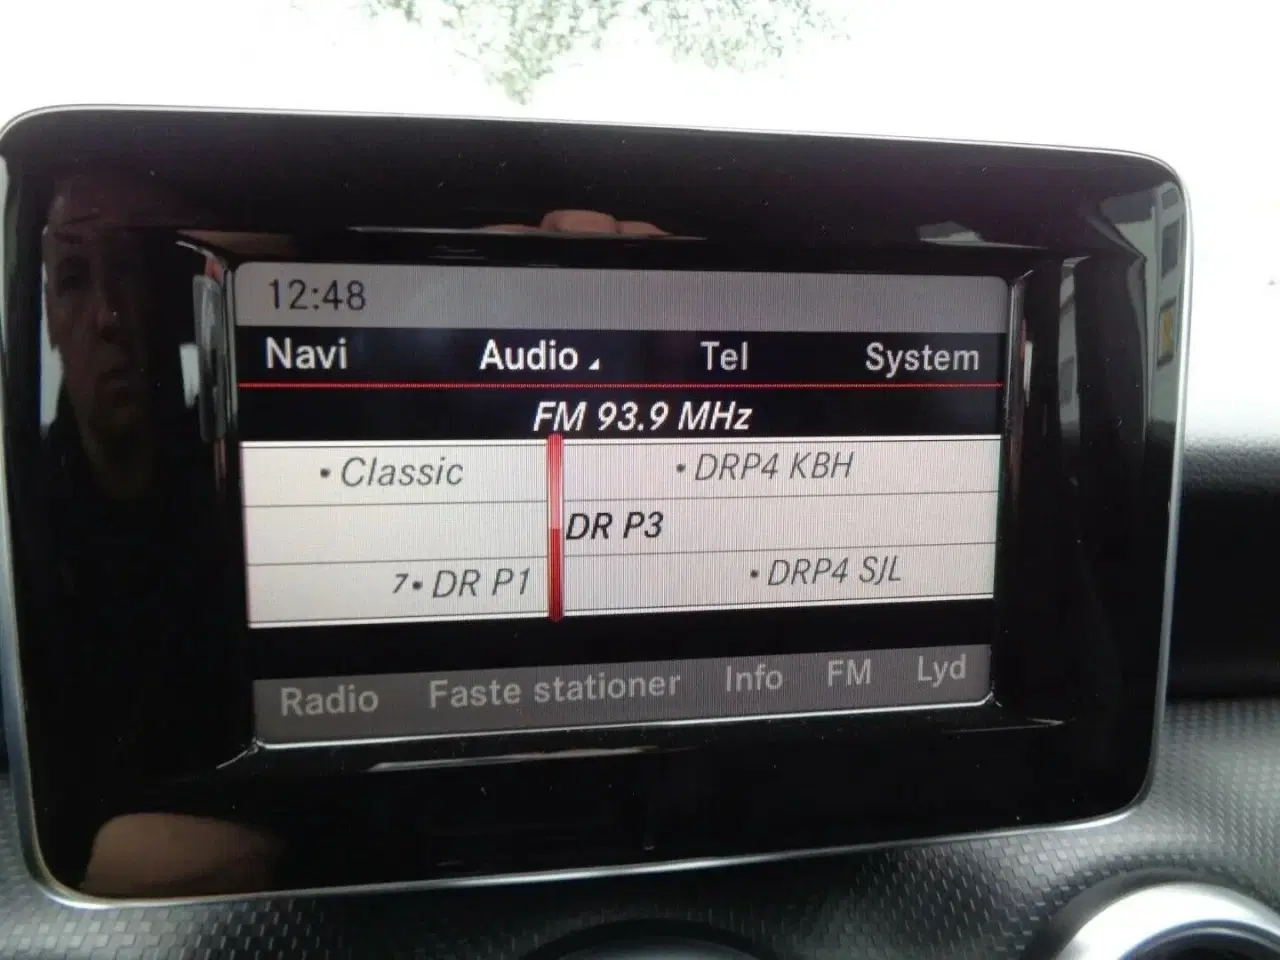 12:48
Navi Audio Tel System
FM 93.9 MHz
• Classic • DRP4 KBH
DR P3
7• DR P1 • DRP4 SJL
Radio Faste stationer Info FM Lyd